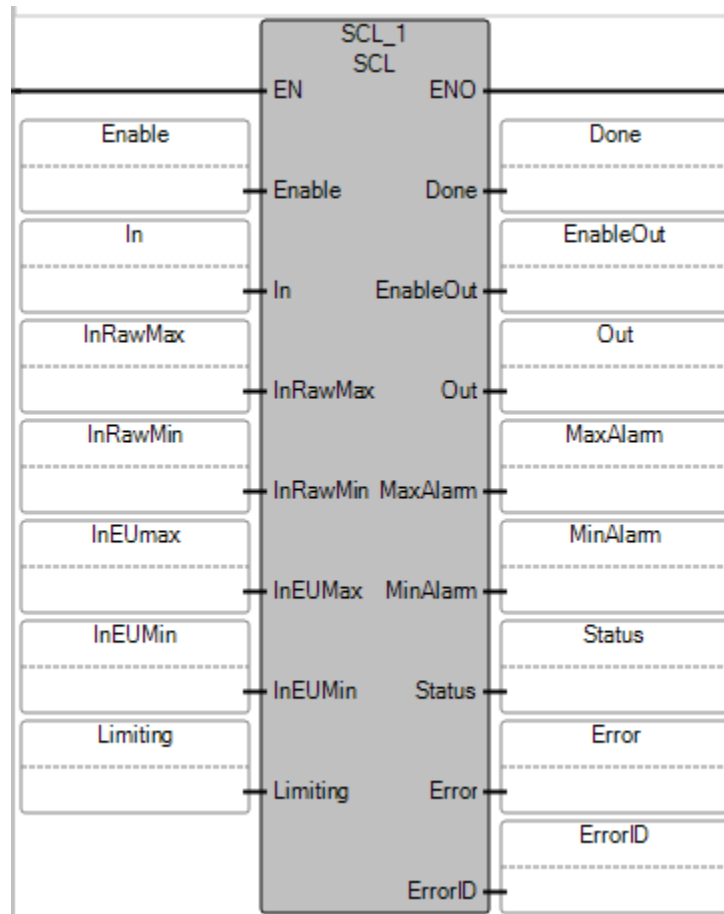 SCL_1
SCL
EN ENO
Enable Done
Enable Done
In EnableOut
In EnableOut
InRawMax Out
InRawMax Out
InRawMin MaxAlarm
InRawMin MaxAlarm
InEUmax MinAlarm
InEUMax MinAlarm
InEUMin Status
InEUMin Status
Limiting Error
Limiting Error
ErrorID
ErrorID